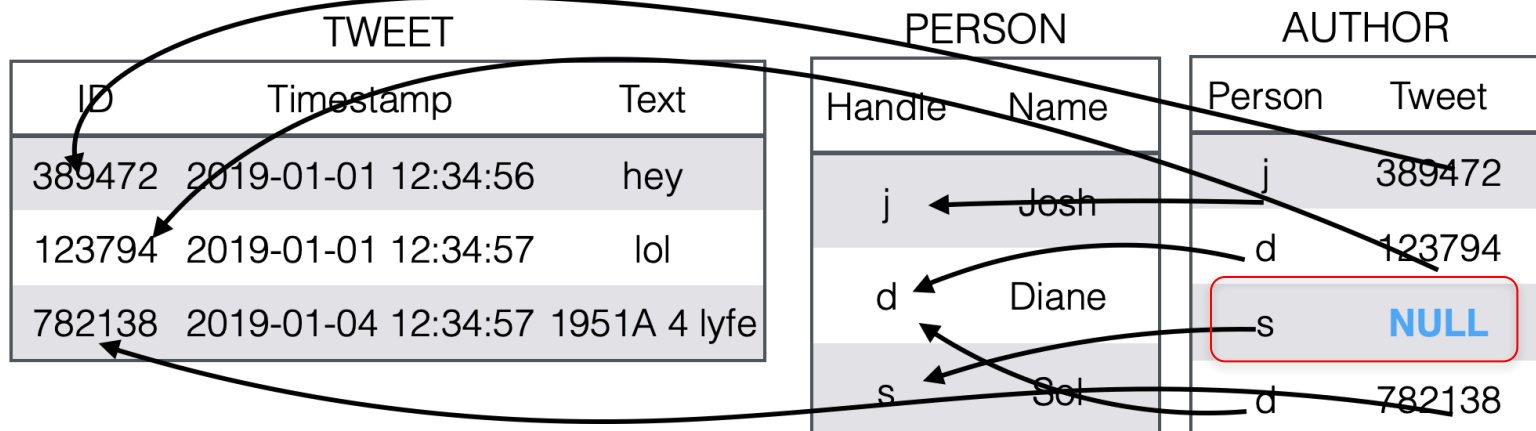 TWEET
ID Timestamp Text
389472 2019-01-01 12:34:56 hey
123794 2019-01-01 12:34:57 lol
782138 2019-01-04 12:34:57 1951A 4 lyfe
PERSON
Handle Name
j Josh
d Diane
s Sol
AUTHOR
Person Tweet
j 389472
d 123794
s NULL
d 782138